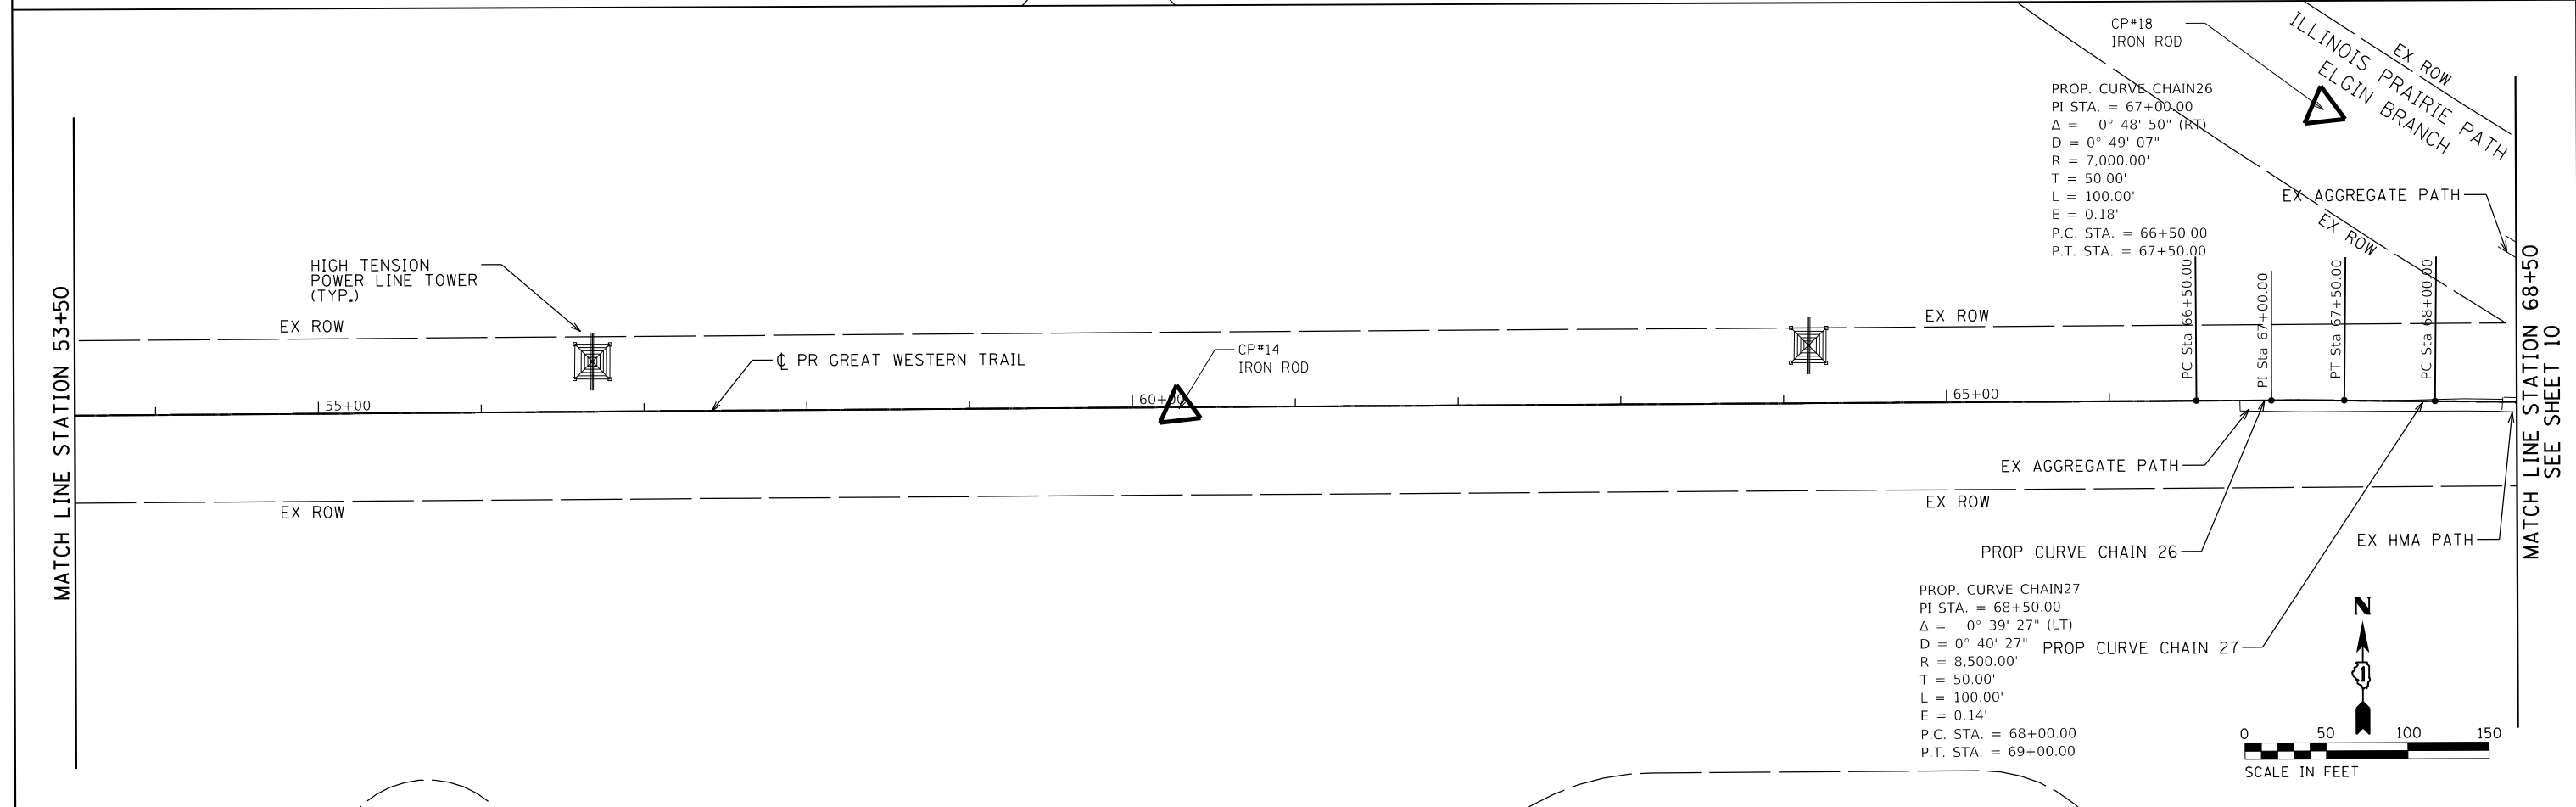 CP#18
IRON ROD
ILLINOIS PRAIRIE PATH
ELGIN BRANCH
EX ROW
PROP. CURVE CHAIN26
PI STA. = 67+00.00
Δ = 0° 48' 50" (RT)
D = 0° 49' 07"
R = 7,000.00'
T = 50.00'
L = 100.00'
E = 0.18'
P.C. STA. = 66+50.00
P.T. STA. = 67+50.00
EX AGGREGATE PATH
EX ROW
HIGH TENSION
POWER LINE TOWER
(TYP.)
EX ROW
EX ROW
℄ PR GREAT WESTERN TRAIL
CP#14
IRON ROD
PC Sta 66+50.00
PI Sta 67+00.00
PT Sta 67+50.00
PC Sta 68+00.00
55+00
60+00
65+00
MATCH LINE STATION 53+50
MATCH LINE STATION 68+50
SEE SHEET 10
EX AGGREGATE PATH
EX ROW
EX ROW
EX HMA PATH
PROP CURVE CHAIN 26
PROP. CURVE CHAIN27
PI STA. = 68+50.00
Δ = 0° 39' 27" (LT)
D = 0° 40' 27"
R = 8,500.00'
T = 50.00'
L = 100.00'
E = 0.14'
P.C. STA. = 68+00.00
P.T. STA. = 69+00.00
PROP CURVE CHAIN 27
N
0 50 100 150
SCALE IN FEET